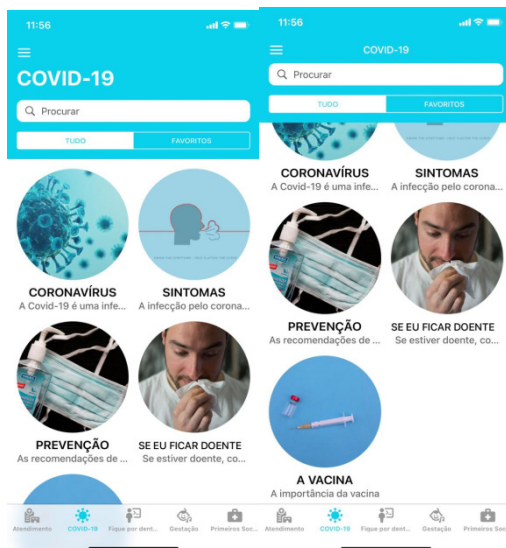 11:56
COVID-19
Procurar
TUDO FAVORITOS
CORONAVÍRUS SINTOMAS
A Covid-19 é uma infe... A infecção pelo corona...
PREVENÇÃO SE EU FICAR DOENTE
As recomendações de ... Se estiver doente, co...
Atendimento COVID-19 Fique por dent... Gestação Primeiros Soc...
11:56
COVID-19
Procurar
TUDO FAVORITOS
CORONAVÍRUS SINTOMAS
A Covid-19 é uma infe... A infecção pelo corona...
PREVENÇÃO SE EU FICAR DOENTE
As recomendações de ... Se estiver doente, co...
A VACINA
A importância da vacina
Atendimento COVID-19 Fique por dent... Gestação Primeiros Soc